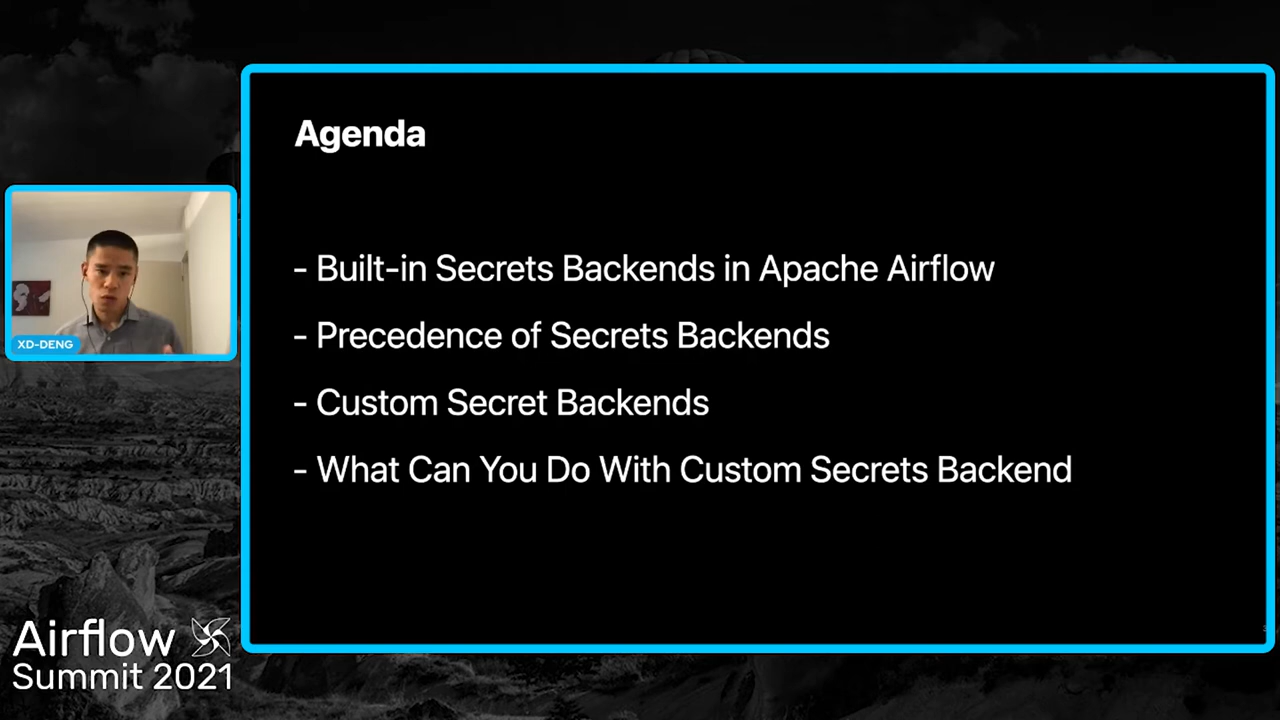 Agenda
- Built-in Secrets Backends in Apache Airflow
- Precedence of Secrets Backends
- Custom Secret Backends
- What Can You Do With Custom Secrets Backend
XD-DENG
Airflow
Summit 2021